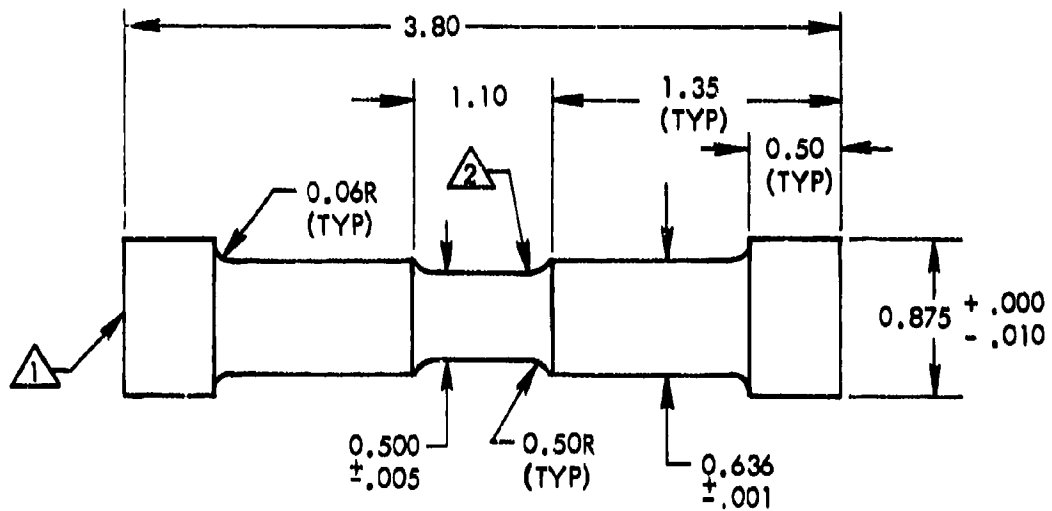 3.80
1.10
1.35
(TYP)
0.50
(TYP)
2
0.06R
(TYP)
0.875 + .000
- .010
1
0.500
±.005
0.50R
(TYP)
0.636
±.001